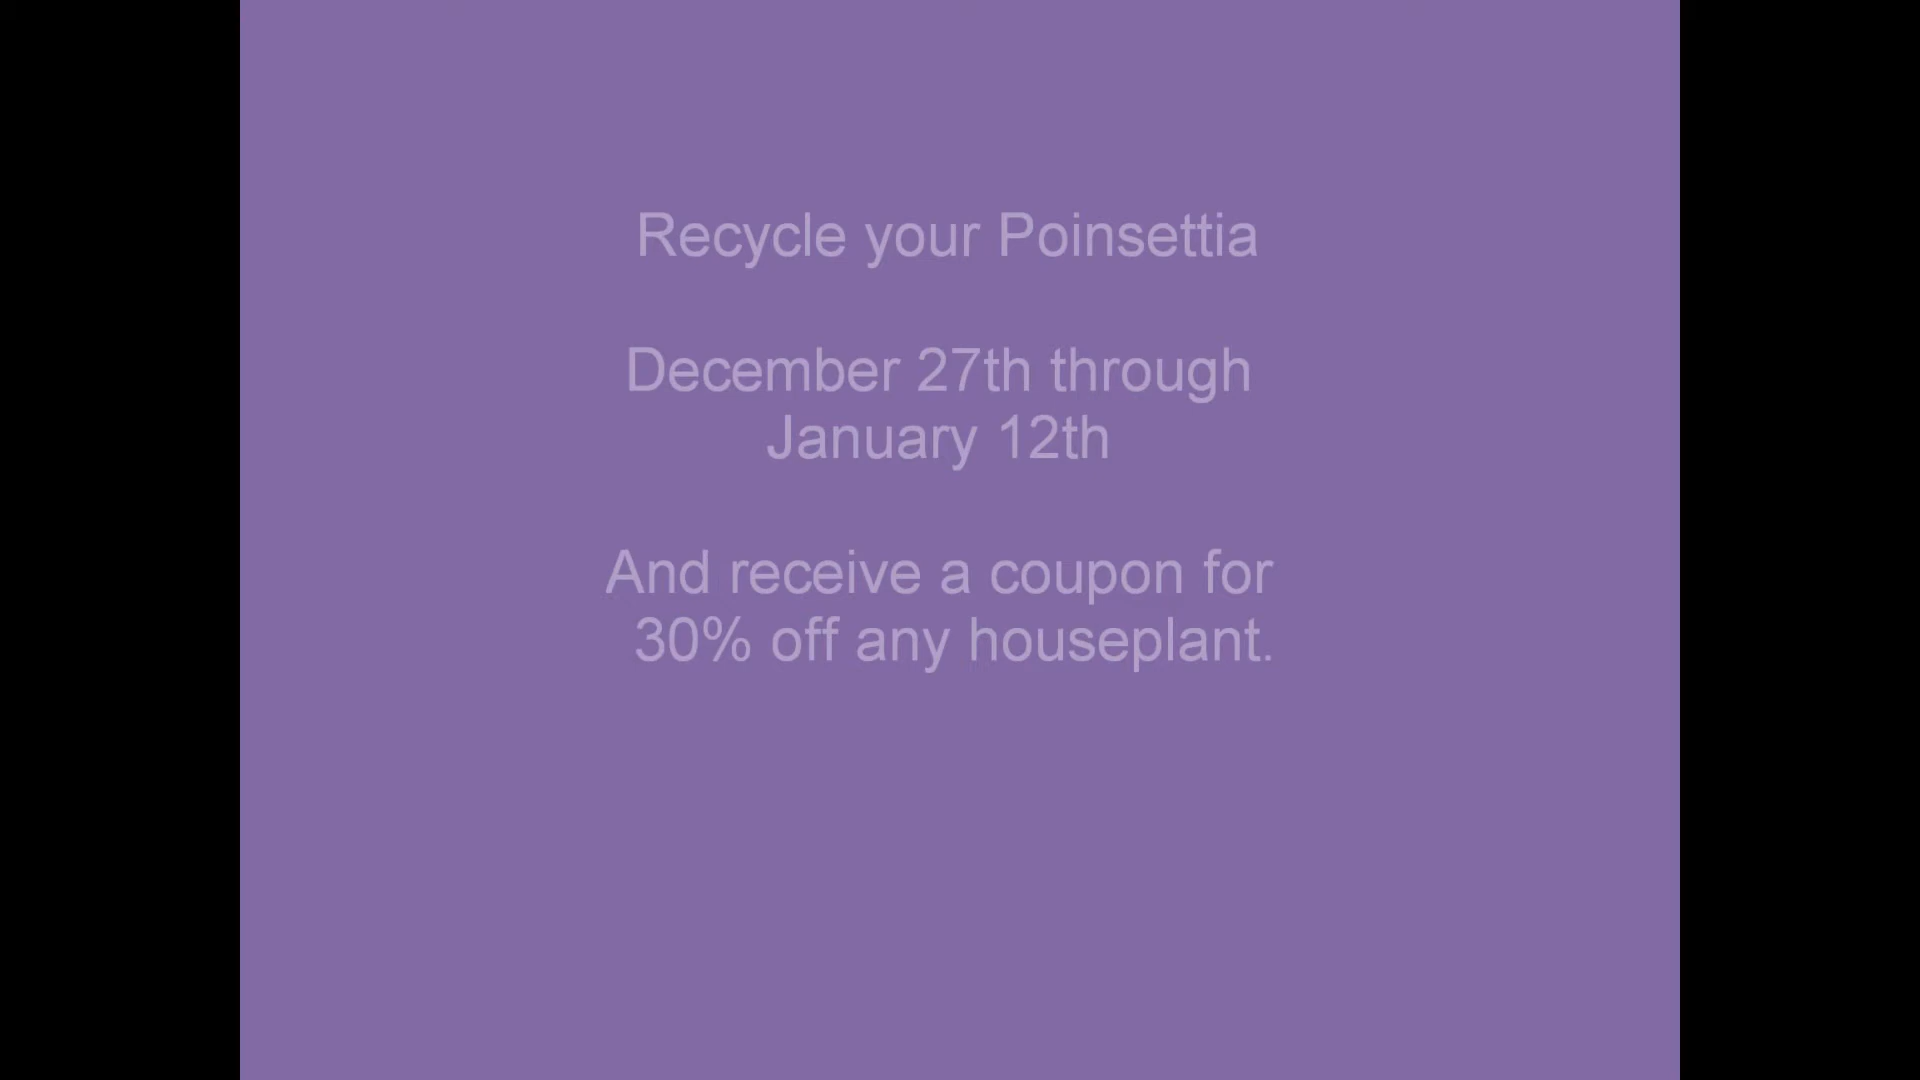 Recycle your Poinsettia
December 27th through
January 12th
And receive a coupon for
30% off any houseplant.